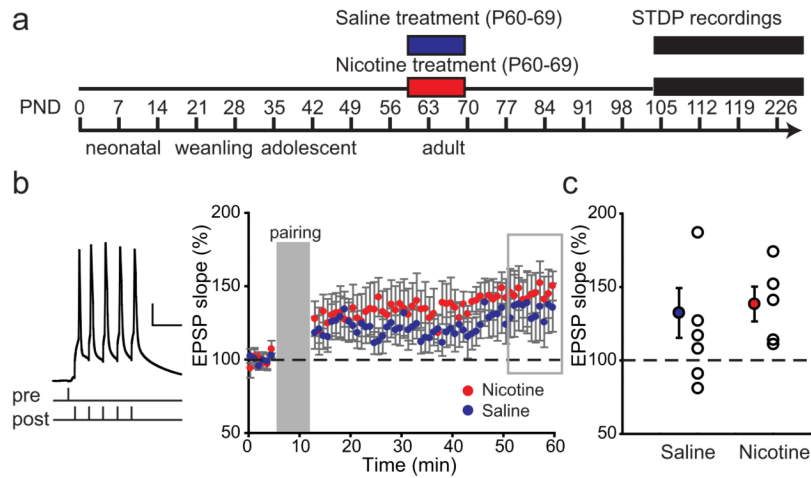 a
Saline treatment (P60-69)
STDP recordings
Nicotine treatment (P60-69)
PND
0 7 14 21 28 35 42 49 56 63 70 77 84 91 98 105 112 119 226
neonatal weanling adolescent adult
b
pre
post
EPSP slope (%)
200
150
100
50
pairing
Nicotine
Saline
0 10 20 30 40 50 60
Time (min)
c
EPSP slope (%)
200
150
100
50
Saline Nicotine